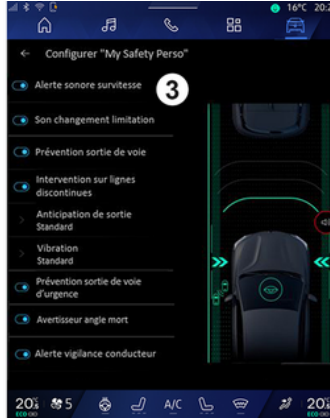 16°C 20:2
Configurer "My Safety Perso"
Alerte sonore survitesse
3
Son changement limitation
Prévention sortie de voie
Intervention sur lignes
discontinues
Anticipation de sortie
Standard
Vibration
Standard
Prévention sortie de voie
d'urgence
Avertisseur angle mort
Alerte vigilance conducteur
5
A/C